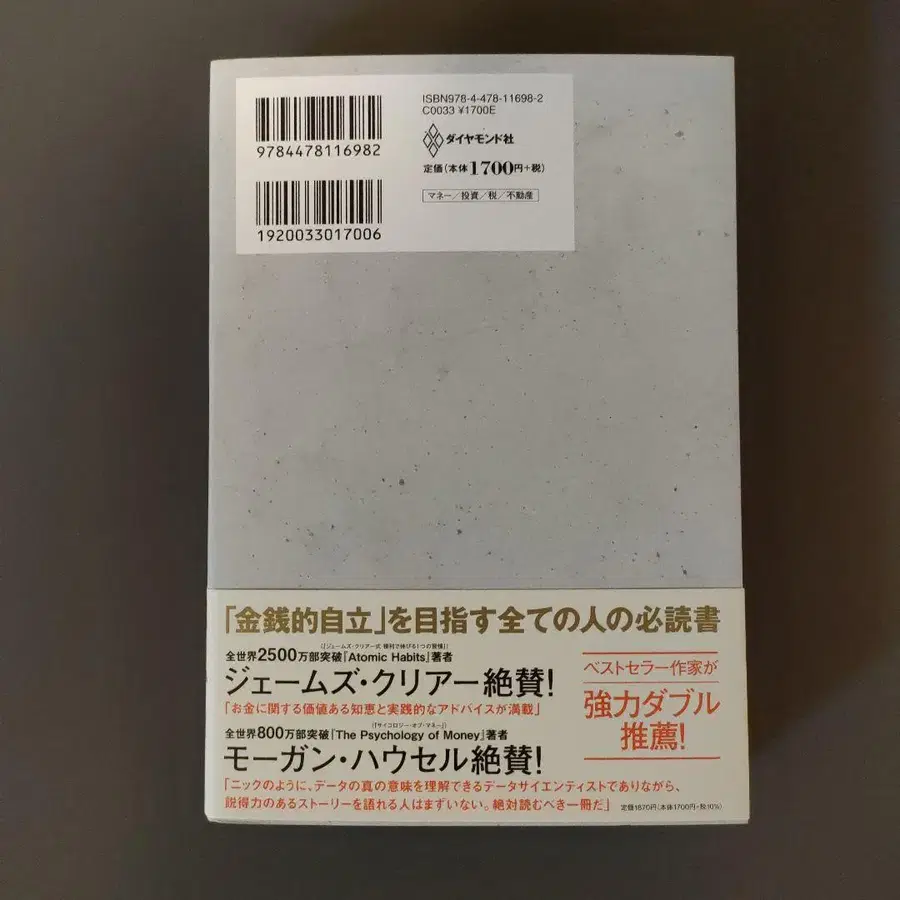 ISBN978-4-478-11698-2
C0033 ¥1700E
9784478116982
ダイヤモンド社
定価(本体1700円+税)
マネー/投資/税/不動産
1920033017006
「金銭的自立」を目指す全ての人の必読書
(『ジェームズ・クリアー式 複利で伸びる1つの習慣』)
全世界2500万部突破『Atomic Habits』著者
ジェームズ・クリアー絶賛!
「お金に関する価値ある知恵と実践的なアドバイスが満載」
(『サイコロジー・オブ・マネー』)
全世界800万部突破『The Psychology of Money』著者
モーガン・ハウセル絶賛!
「ニックのように、データの真の意味を理解できるデータサイエンティストでありながら、
説得力のあるストーリーを語れる人はまずいない。絶対読むべき一冊だ」
ベストセラー作家が
強力ダブル
推薦!
定価1870円(本体1700円+税10%)